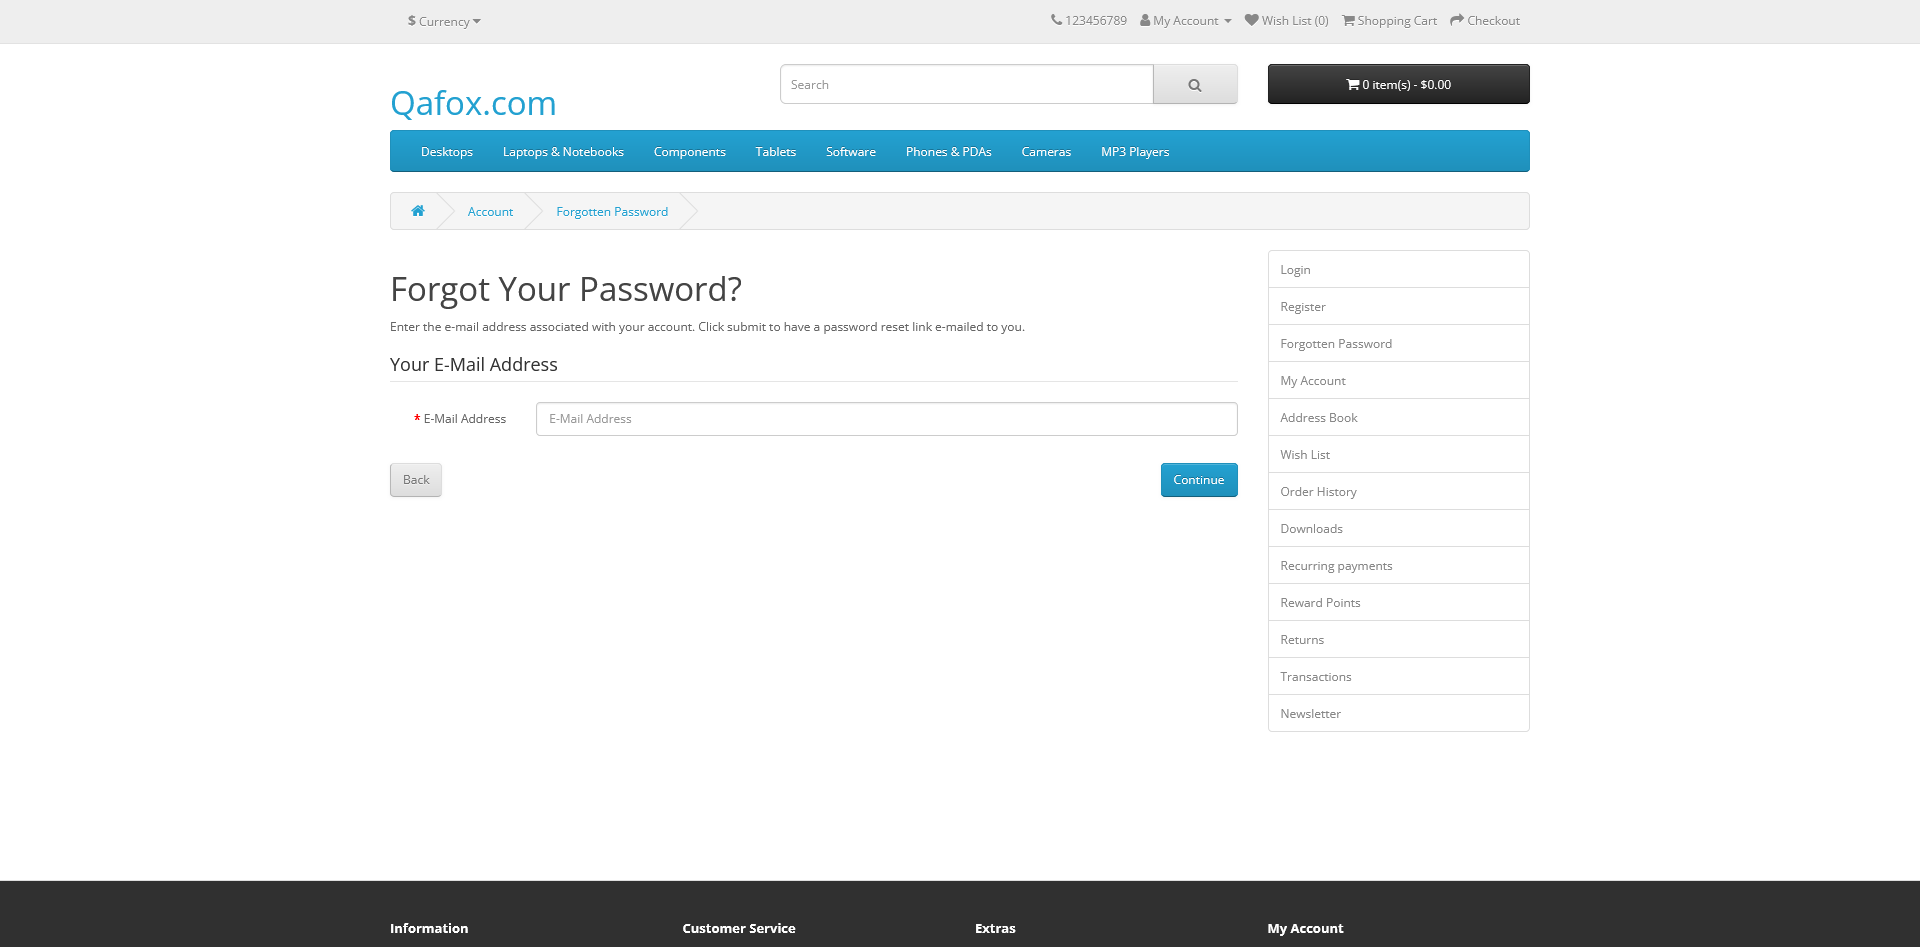 $ Currency
123456789 My Account Wish List (0) Shopping Cart Checkout
Qafox.com
Search
0 item(s) - $0.00
Desktops Laptops & Notebooks Components Tablets Software Phones & PDAs Cameras MP3 Players
Account Forgotten Password
Forgot Your Password?
Enter the e-mail address associated with your account. Click submit to have a password reset link e-mailed to you.
Your E-Mail Address
* E-Mail Address
E-Mail Address
Back
Continue
Login
Register
Forgotten Password
My Account
Address Book
Wish List
Order History
Downloads
Recurring payments
Reward Points
Returns
Transactions
Newsletter
Information Customer Service Extras My Account